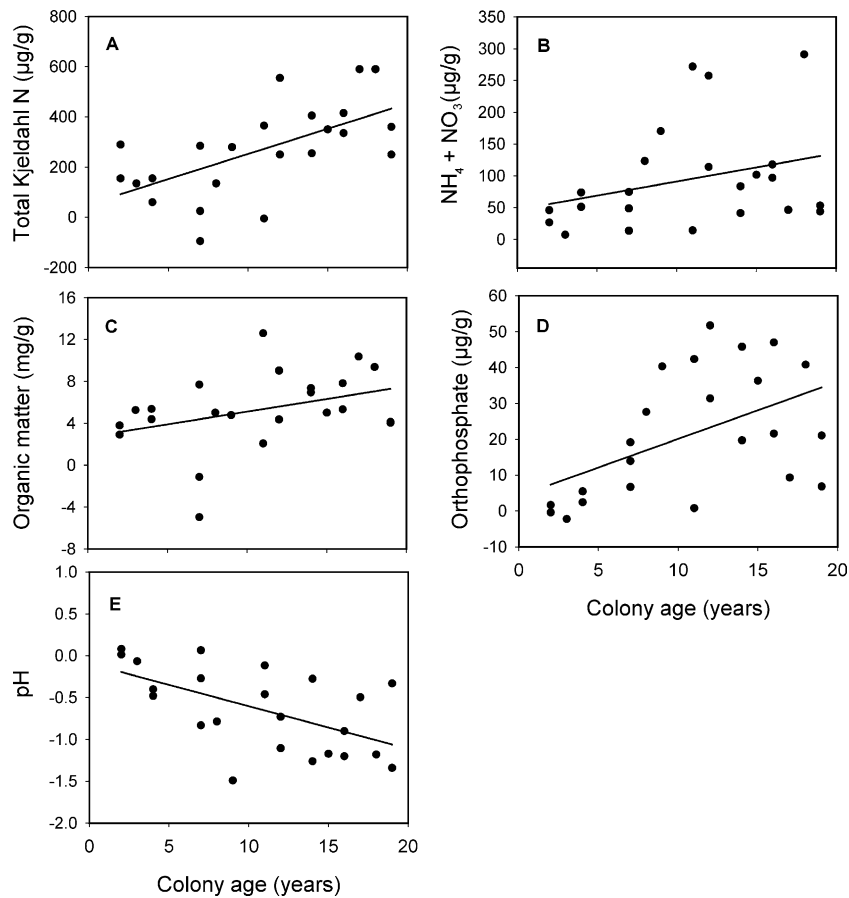 A
Total Kjeldahl N (µg/g)
800
600
400
200
0
-200
B
NH4 + NO3(µg/g)
350
300
250
200
150
100
50
0
C
Organic matter (mg/g)
16
12
8
4
0
-4
-8
D
Orthophosphate (µg/g)
60
50
40
30
20
10
0
-10
0 5 10 15 20
Colony age (years)
E
pH
1.0
0.5
0.0
-0.5
-1.0
-1.5
-2.0
0 5 10 15 20
Colony age (years)